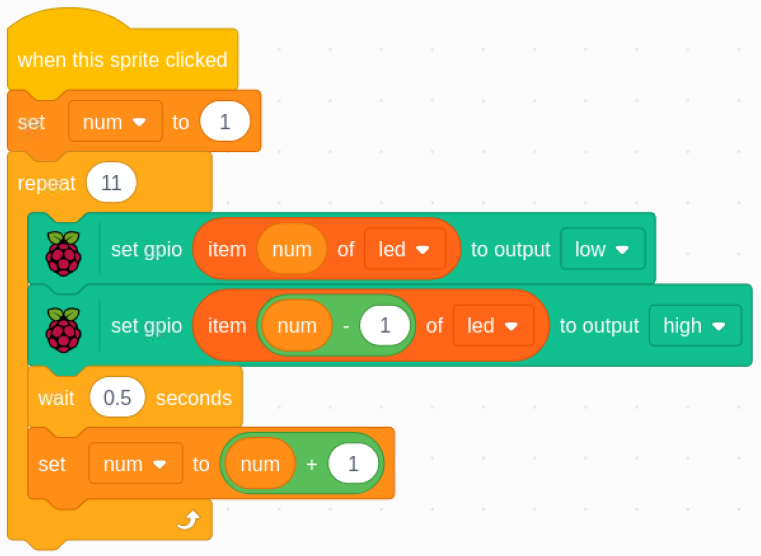 when this sprite clicked
set num to 1
repeat 11
set gpio item num of led to output low
set gpio item num - 1 of led to output high
wait 0.5 seconds
set num to num + 1